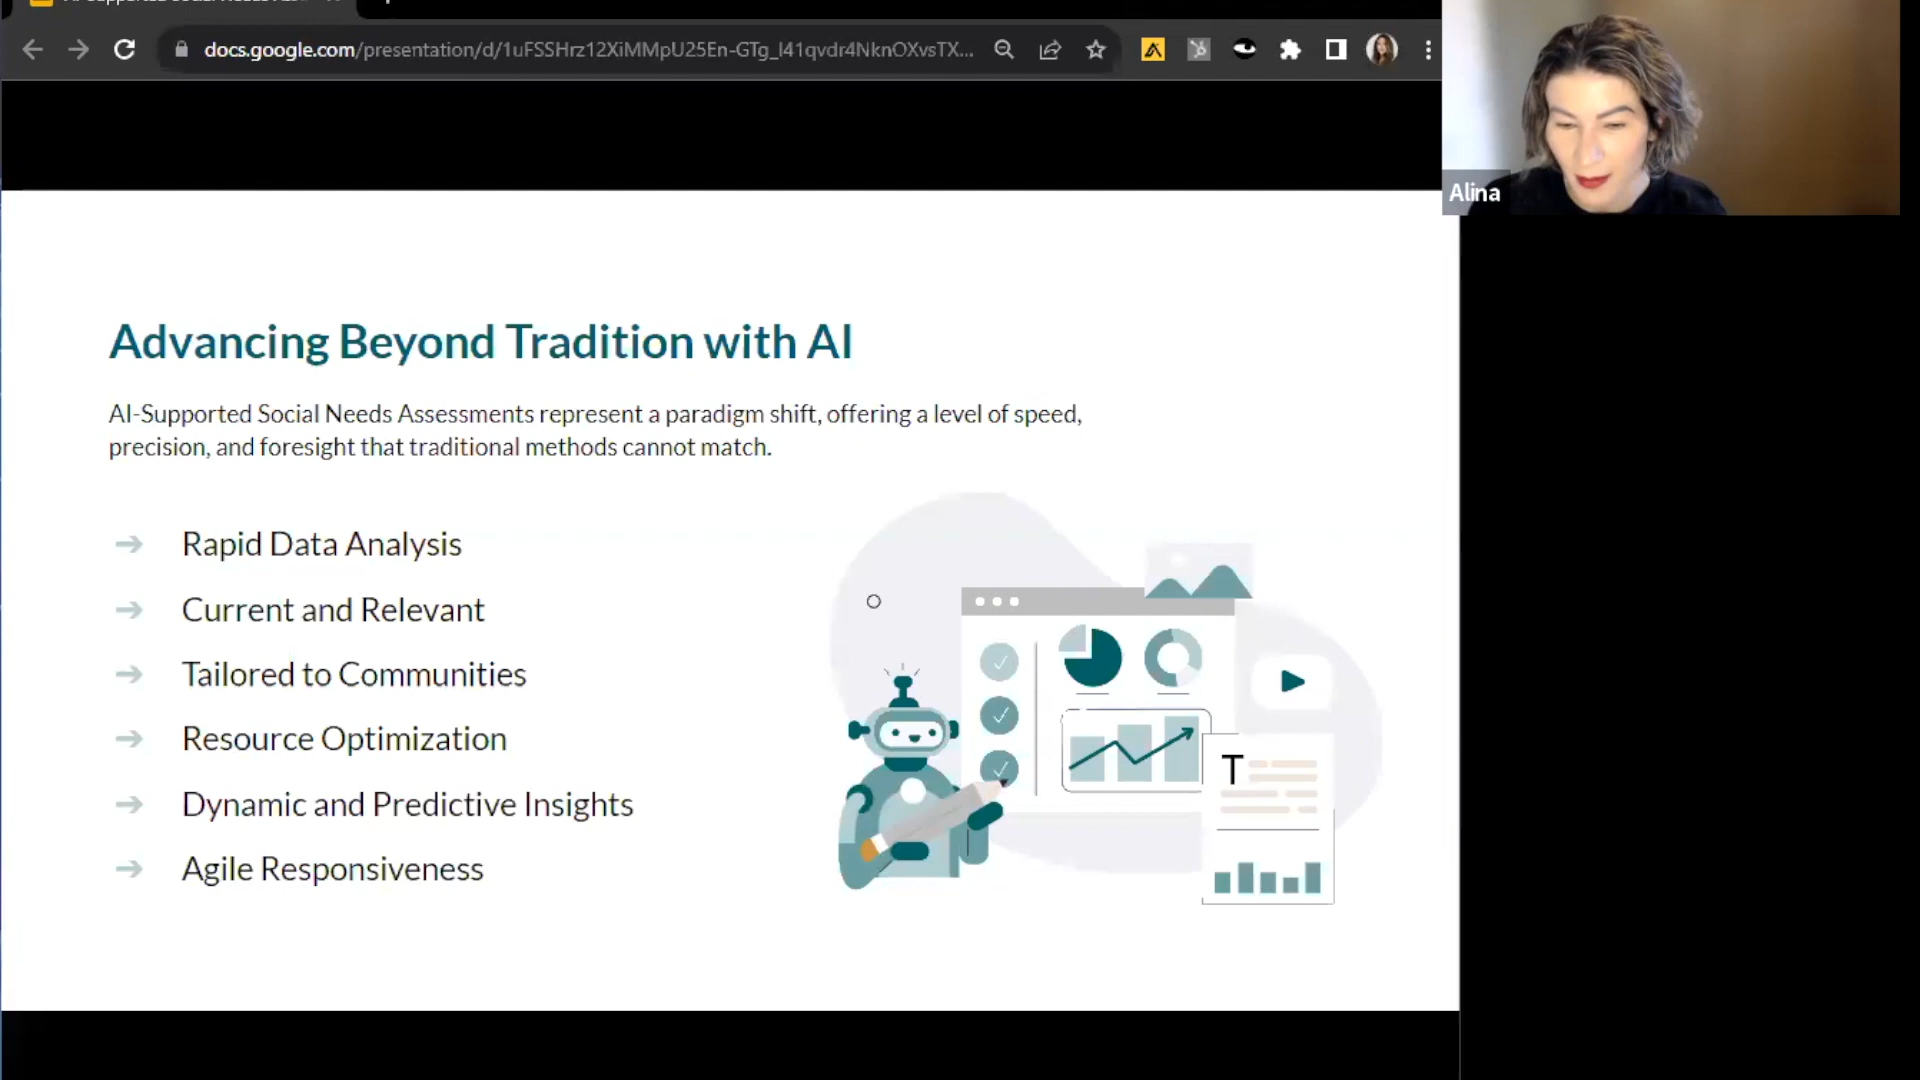 docs.google.com/presentation/d/1uFSSHrz12XiMMpU25En-GTg_l41qvdr4NknOXvsTX...
Alina
Advancing Beyond Tradition with AI
AI-Supported Social Needs Assessments represent a paradigm shift, offering a level of speed,
precision, and foresight that traditional methods cannot match.
Rapid Data Analysis
Current and Relevant
Tailored to Communities
Resource Optimization
Dynamic and Predictive Insights
Agile Responsiveness
T